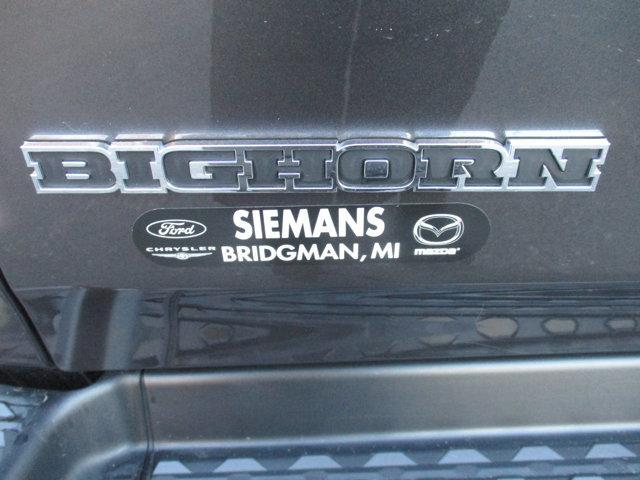 BIGHORN
Ford
SIEMANS
CHRYSLER
BRIDGMAN, MI
mazda